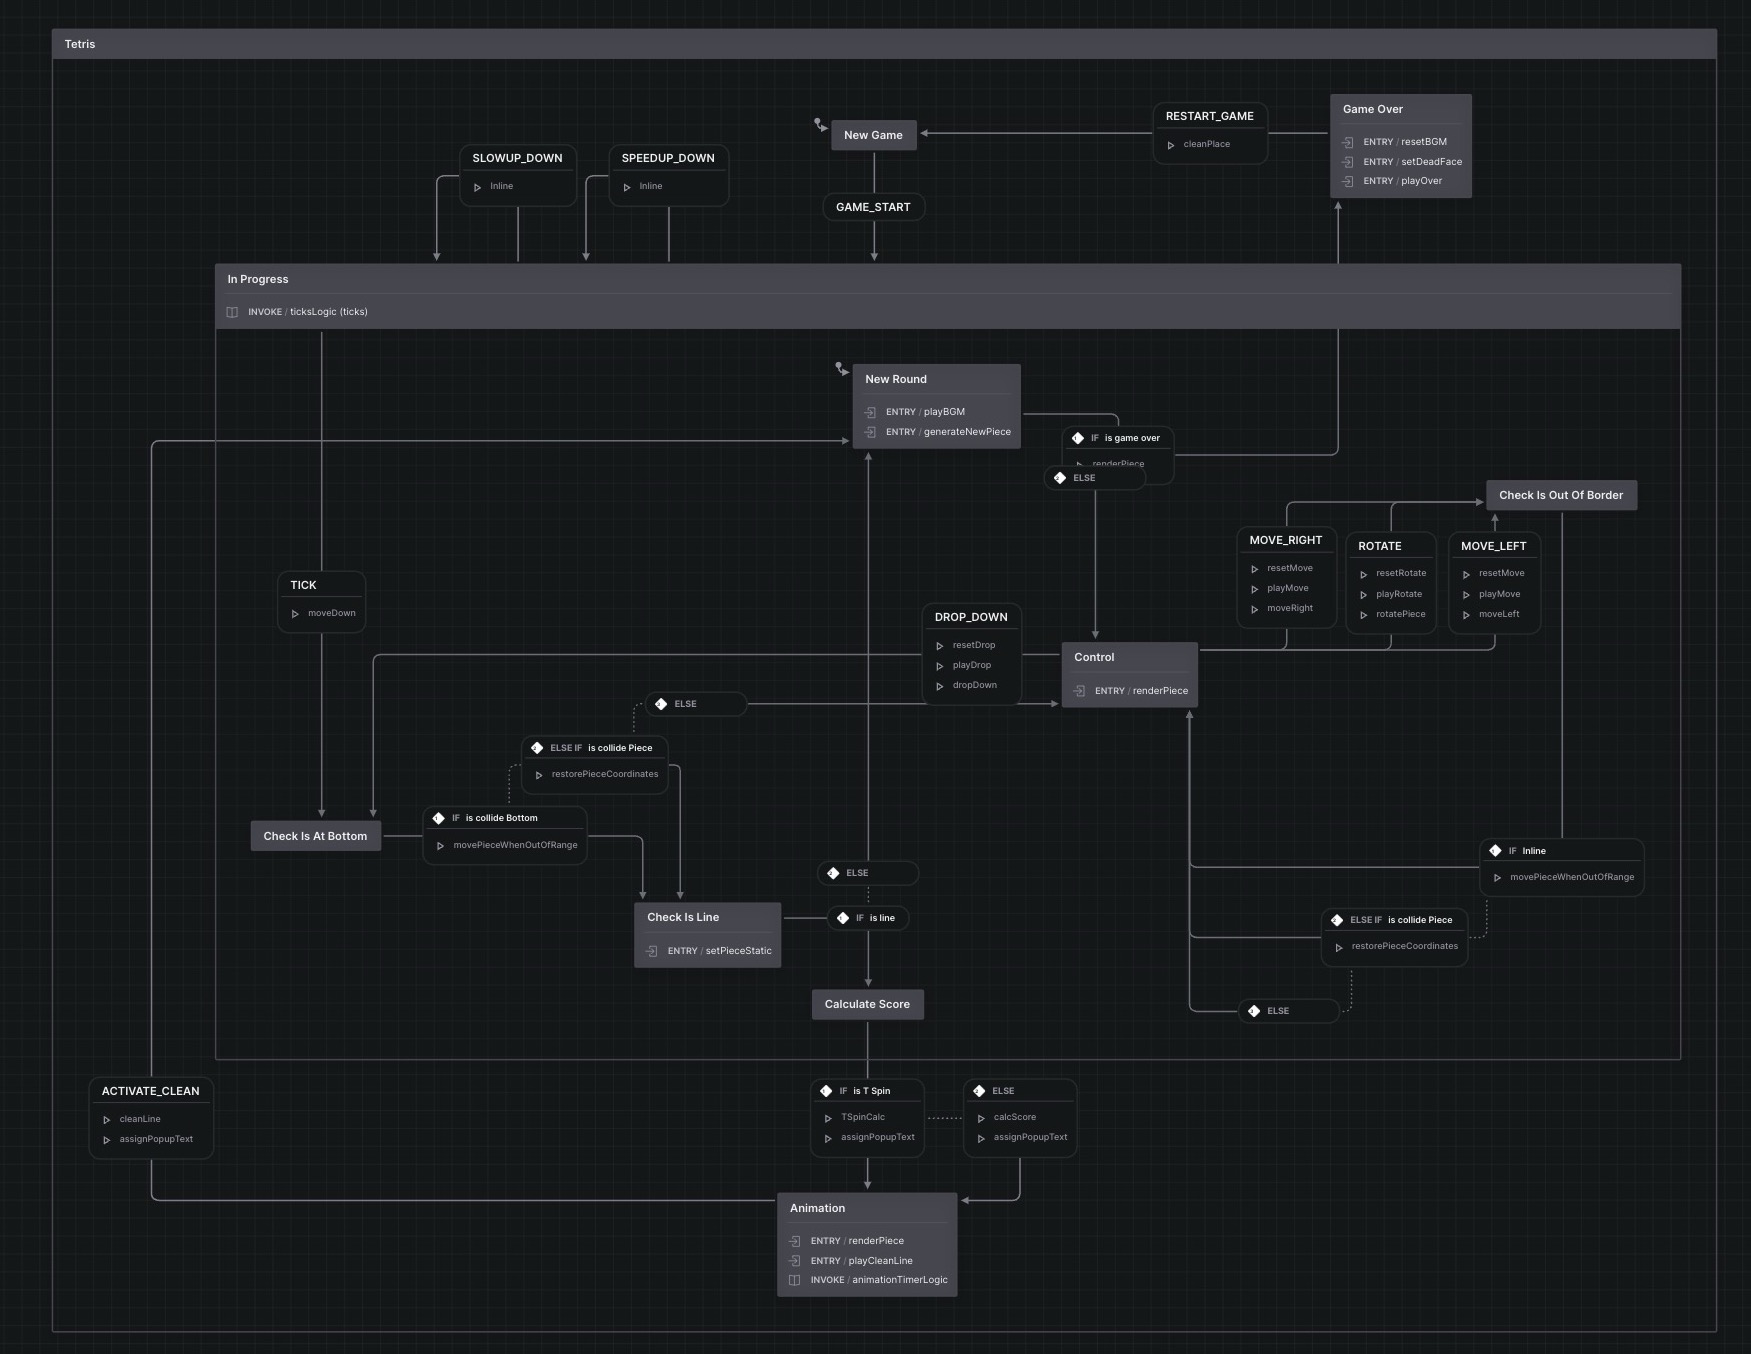 Tetris
New Game
RESTART_GAME
cleanPlace
Game Over
ENTRY / resetBGM
ENTRY / setDeadFace
ENTRY / playOver
SLOWUP_DOWN
Inline
SPEEDUP_DOWN
Inline
GAME_START
In Progress
INVOKE / ticksLogic (ticks)
New Round
ENTRY / playBGM
ENTRY / generateNewPiece
IF is game over
renderPiece
ELSE
Check Is Out Of Border
MOVE_RIGHT
resetMove
playMove
moveRight
ROTATE
resetRotate
playRotate
rotatePiece
MOVE_LEFT
resetMove
playMove
moveLeft
TICK
moveDown
DROP_DOWN
resetDrop
playDrop
dropDown
Control
ENTRY / renderPiece
ELSE
ELSE IF is collide Piece
restorePieceCoordinates
IF is collide Bottom
movePieceWhenOutOfRange
Check Is At Bottom
ELSE
IF is line
Check Is Line
ENTRY / setPieceStatic
IF Inline
movePieceWhenOutOfRange
ELSE IF is collide Piece
restorePieceCoordinates
ELSE
Calculate Score
ACTIVATE_CLEAN
cleanLine
assignPopupText
IF is T Spin
TSpinCalc
assignPopupText
ELSE
calcScore
assignPopupText
Animation
ENTRY / renderPiece
ENTRY / playCleanLine
INVOKE / animationTimerLogic